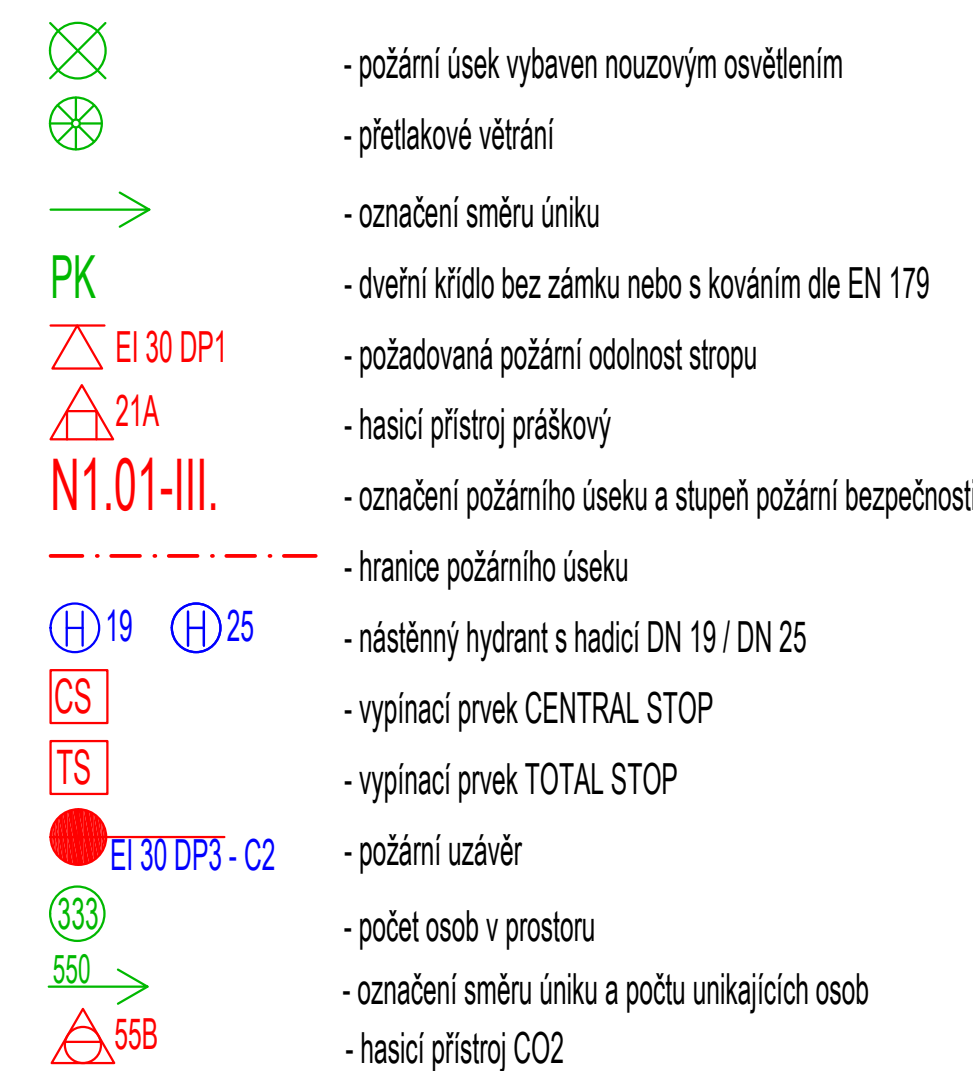 - požární úsek vybaven nouzovým osvětlením
- přetlakové větrání
- označení směru úniku
PK - dveřní křídlo bez zámku nebo s kováním dle EN 179
EI 30 DP1 - požadovaná požární odolnost stropu
21A - hasicí přístroj práškový
N1.01-III. - označení požárního úseku a stupeň požární bezpečnosti
- hranice požárního úseku
H 19 H 25 - nástěnný hydrant s hadicí DN 19 / DN 25
CS - vypínací prvek CENTRAL STOP
TS - vypínací prvek TOTAL STOP
EI 30 DP3 - C2 - požární uzávěr
333 - počet osob v prostoru
550 - označení směru úniku a počtu unikajících osob
55B - hasicí přístroj CO2